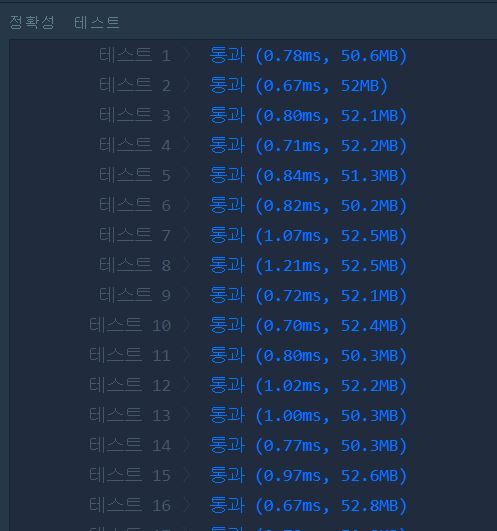 정확성 테스트
테스트 1 〉 통과 (0.78ms, 50.6MB)
테스트 2 〉 통과 (0.67ms, 52MB)
테스트 3 〉 통과 (0.80ms, 52.1MB)
테스트 4 〉 통과 (0.71ms, 52.2MB)
테스트 5 〉 통과 (0.84ms, 51.3MB)
테스트 6 〉 통과 (0.82ms, 50.2MB)
테스트 7 〉 통과 (1.07ms, 52.5MB)
테스트 8 〉 통과 (1.21ms, 52.5MB)
테스트 9 〉 통과 (0.72ms, 52.1MB)
테스트 10 〉 통과 (0.70ms, 52.4MB)
테스트 11 〉 통과 (0.80ms, 50.3MB)
테스트 12 〉 통과 (1.02ms, 52.2MB)
테스트 13 〉 통과 (1.00ms, 50.3MB)
테스트 14 〉 통과 (0.77ms, 50.3MB)
테스트 15 〉 통과 (0.97ms, 52.6MB)
테스트 16 〉 통과 (0.67ms, 52.8MB)